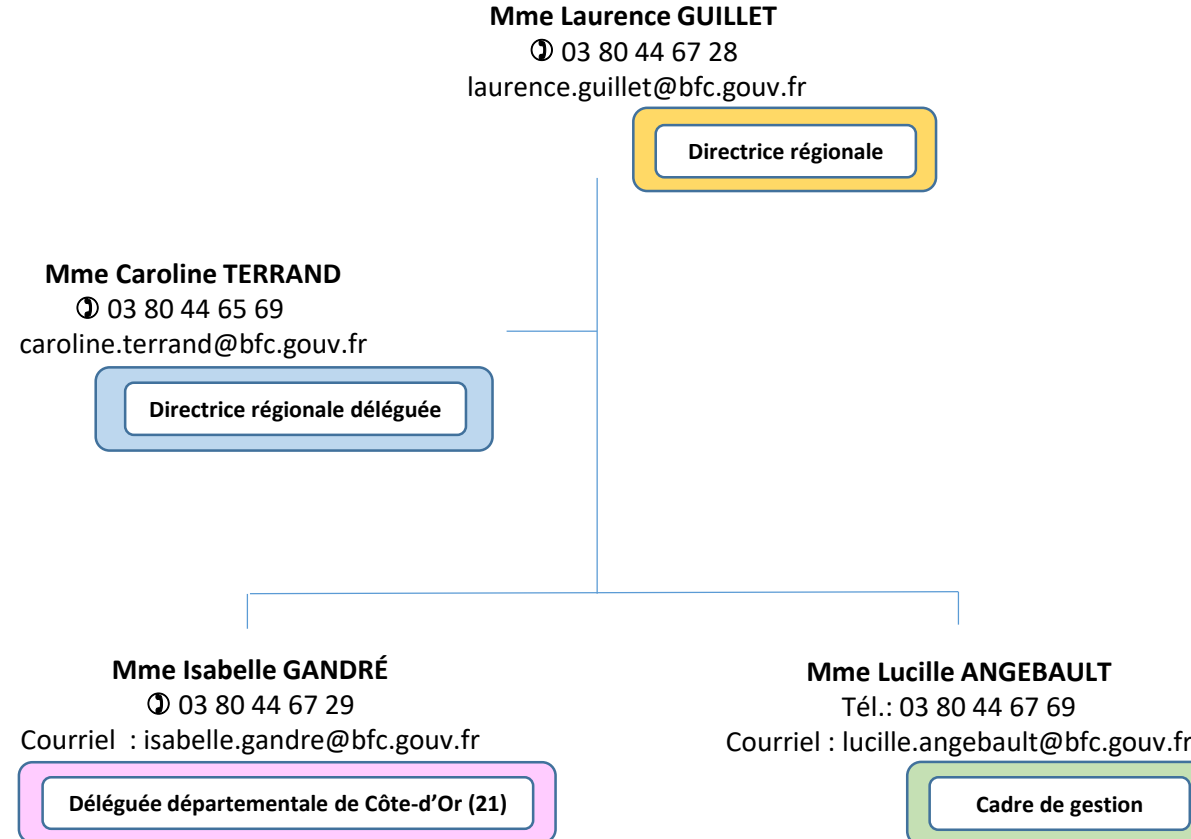 Mme Laurence GUILLET
✆ 03 80 44 67 28
laurence.guillet@bfc.gouv.fr
Directrice régionale
Mme Caroline TERRAND
✆ 03 80 44 65 69
caroline.terrand@bfc.gouv.fr
Directrice régionale déléguée
Mme Isabelle GANDRÉ
✆ 03 80 44 67 29
Courriel : isabelle.gandre@bfc.gouv.fr
Déléguée départementale de Côte-d’Or (21)
Mme Lucille ANGEBAULT
Tél.: 03 80 44 67 69
Courriel : lucille.angebault@bfc.gouv.fr
Cadre de gestion